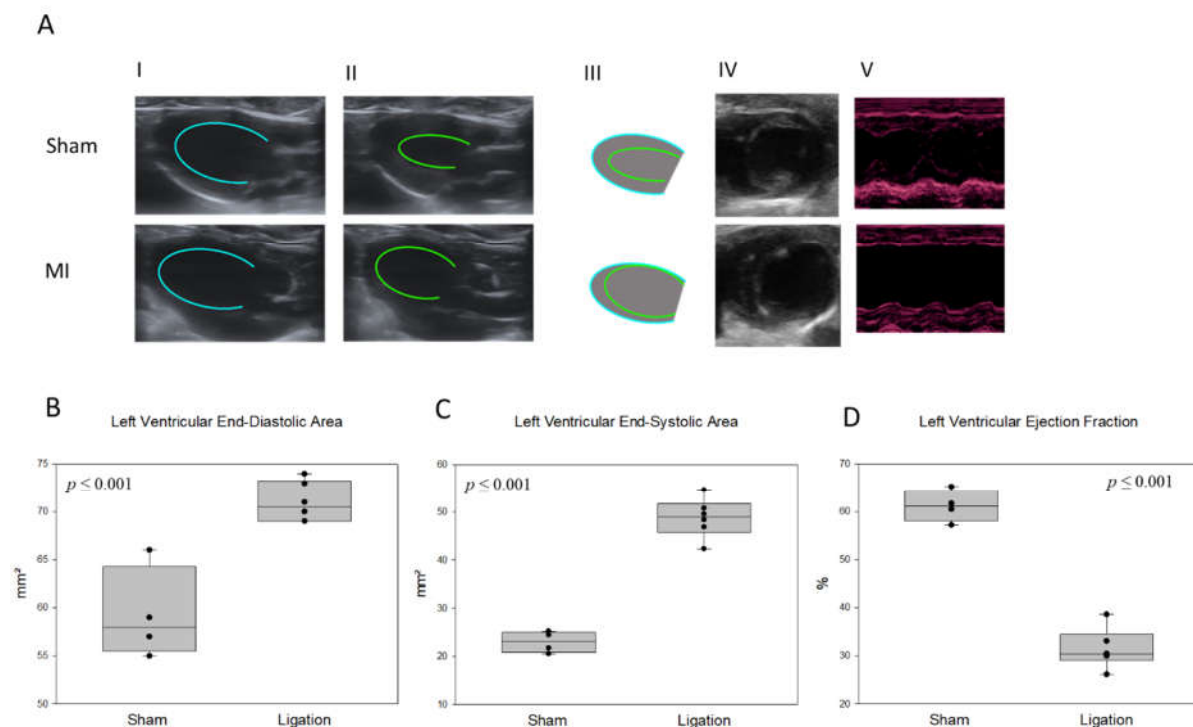 A
I II III IV V
Sham
MI
B Left Ventricular End-Diastolic Area
75
p ≤ 0.001
70
65
60
55
50
mm²
Sham Ligation
C Left Ventricular End-Systolic Area
60
p ≤ 0.001
50
40
30
20
10
mm²
Sham Ligation
D Left Ventricular Ejection Fraction
70
p ≤ 0.001
60
50
40
30
20
%
Sham Ligation